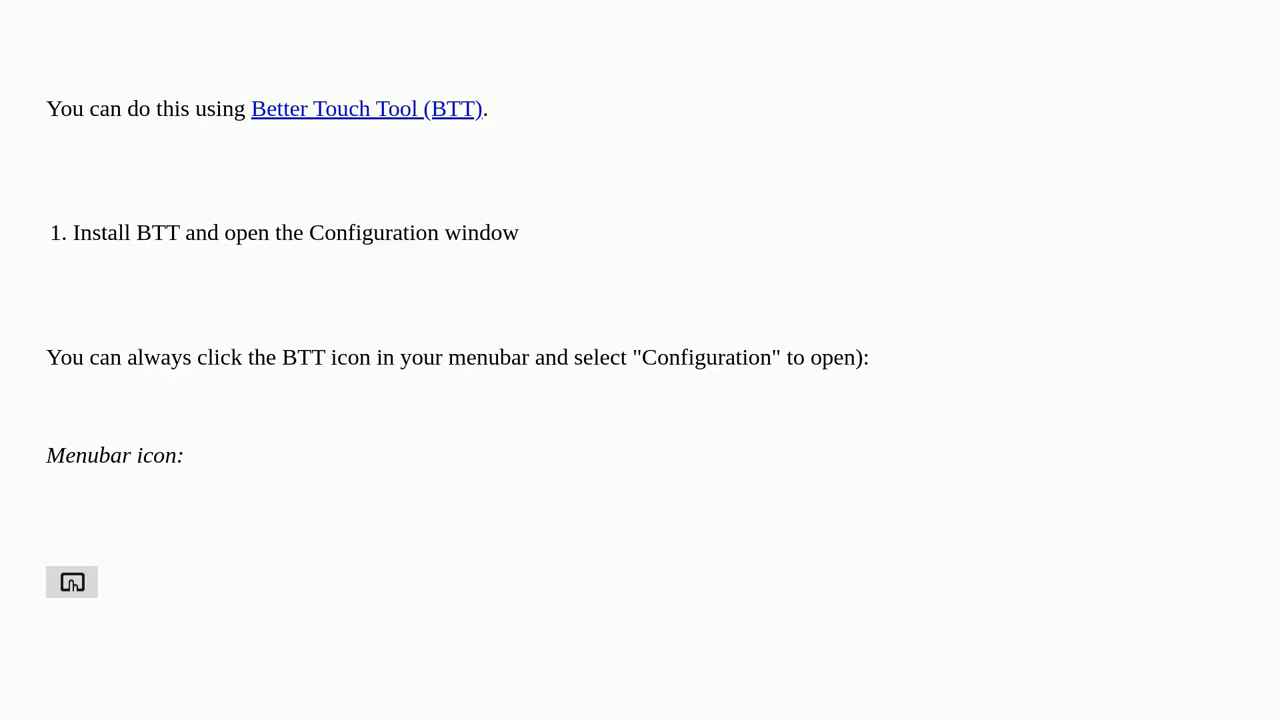 You can do this using Better Touch Tool (BTT).
1. Install BTT and open the Configuration window
You can always click the BTT icon in your menubar and select "Configuration" to open):
Menubar icon: